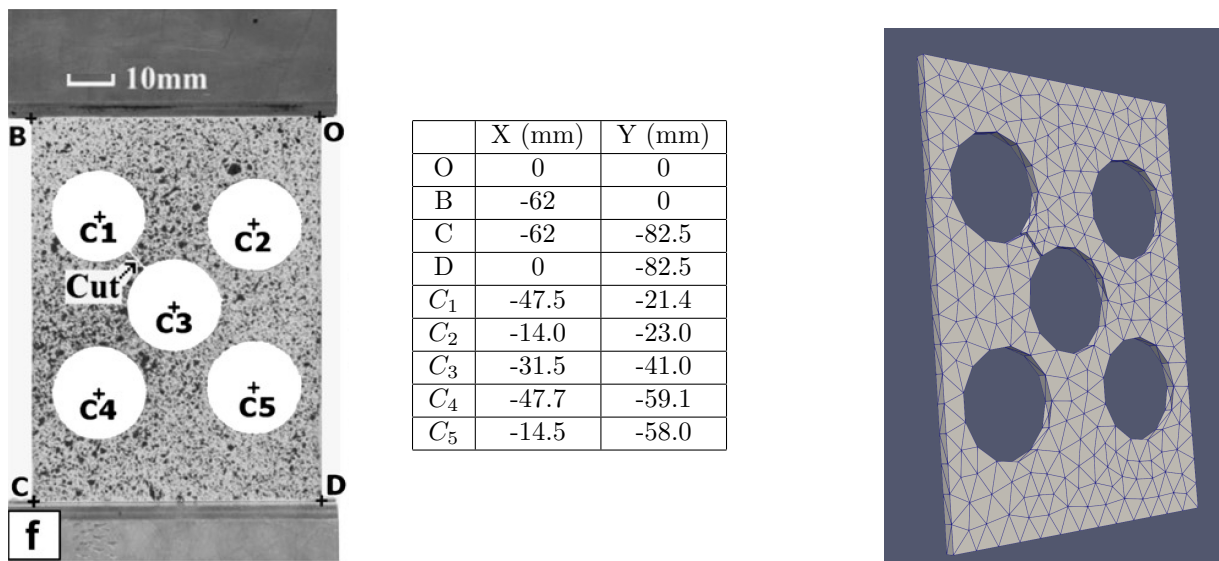 10mm
B
O
C1
C2
Cut
C3
C4
C5
C
D
f
X (mm) Y (mm)
O 0 0
B -62 0
C -62 -82.5
D 0 -82.5
C1 -47.5 -21.4
C2 -14.0 -23.0
C3 -31.5 -41.0
C4 -47.7 -59.1
C5 -14.5 -58.0